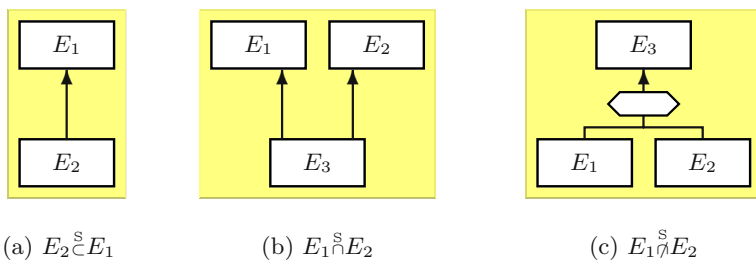 E₁ E₁ E₂ E₃
E₂ E₃ E₁ E₂
(a) E₂ S⊂ E₁ (b) E₁ S∩ E₂ (c) E₁ S∩̸ E₂